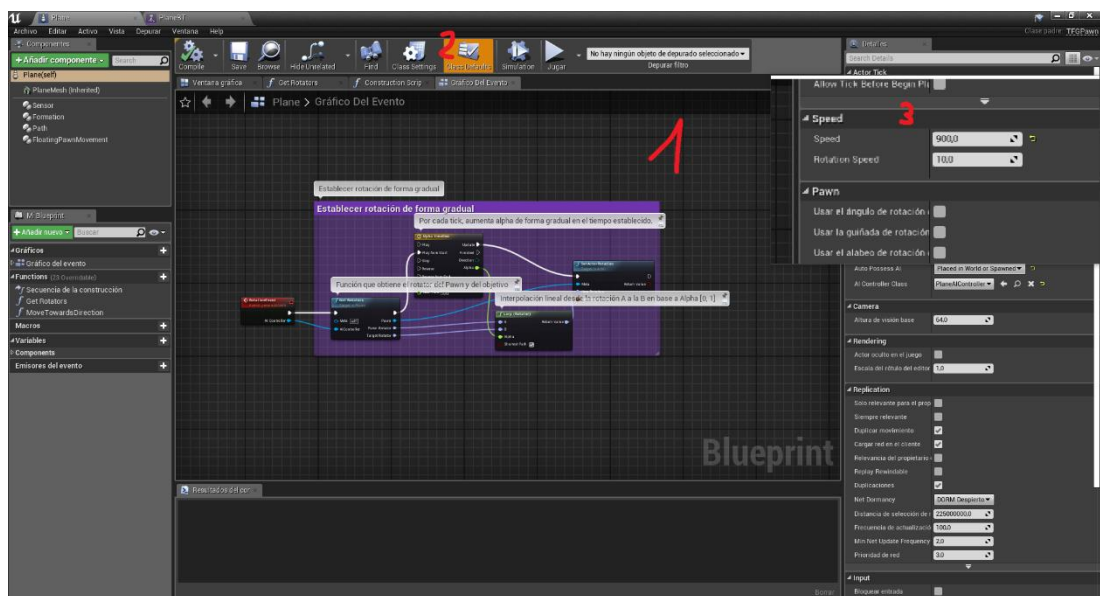 Plane
Plane51
Archivo Editar Activo Vista Depurar Ventana Help
Clase padre: TFGPawn
Componentes
+ Añadir componente
Search
Plane(self)
PlaneMesh (Inherited)
Sensor
Formation
Path
FloatingPawnMovement
Compile
Save
Browse
Hide Unrelated
Find
Class Settings
Class Defaults
Simulation
Jugar
No hay ningún objeto de depurado seleccionado
Depurar filtro
2
Ventana gráfica
Get Rotators
Construction Scrip
Gráfico Del Evento
Plane > Gráfico Del Evento
1
Establecer rotación de forma gradual
Establecer rotación de forma gradual
Por cada tick, aumenta alpha de forma gradual en el tiempo establecido.
Función que obtiene el rotator del Pawn y del objetivo
Interpolación lineal desde la rotación A a la B en base a Alpha [0, 1]
Blueprint
Mi Blueprint
+ Añadir nuevo
Buscar
Gráficos
Gráfico del evento
Functions (23 Overridable)
Secuencia de la construcción
Get Rotators
MoveTowardsDirection
Macros
Variables
Components
Emisores del evento
Resultados del com
Borrar
Detalles
Search Details
Actor Tick
Allow Tick Before Begin Pl
Speed
3
Speed 900,0
Rotation Speed 10,0
Pawn
Usar el ángulo de rotación
Usar la guiñada de rotación
Usar el alabeo de rotación
Auto Possess AI Placed in World or Spawned
AI Controller Class PlaneAIController
Camera
Altura de visión base 64,0
Rendering
Actor oculto en el juego
Escala del rótulo del editor 1,0
Replication
Solo relevante para el prop
Siempre relevante
Duplicar movimiento
Cargar red en el cliente
Relevancia del propietario
Replay Rewindable
Duplicaciones
Net Dormancy DORM Despierto
Distancia de selección de r 225000000,0
Frecuencia de actualizació 100,0
Min Net Update Frequency 2,0
Prioridad de red 3,0
Input
Bloquear entrada